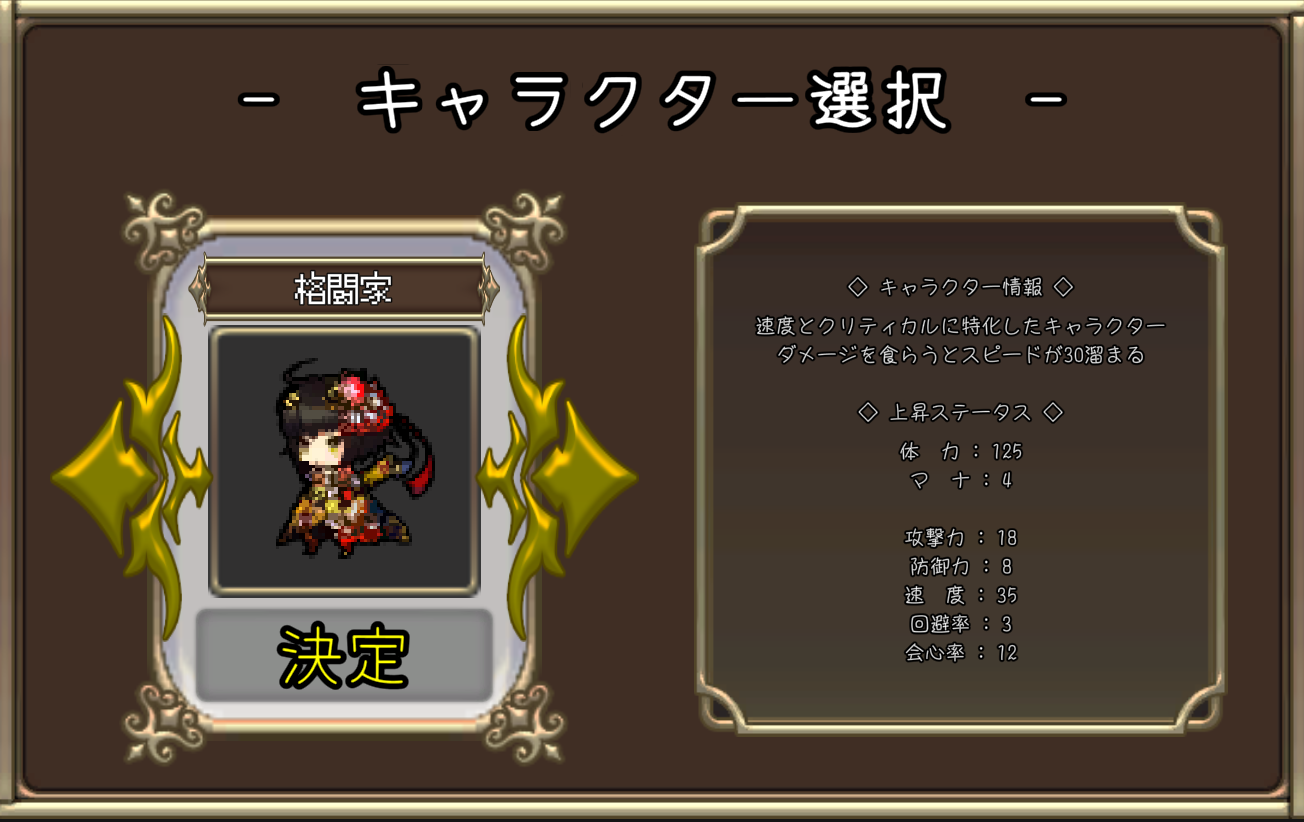 - キャラクター選択 -
格闘家
決定
◇ キャラクター情報 ◇
速度とクリティカルに特化したキャラクター
ダメージを食らうとスピードが30溜まる
◇ 上昇ステータス ◇
体 力 : 125
マ ナ : 4
攻撃力 : 18
防御力 : 8
速 度 : 35
回避率 : 3
会心率 : 12